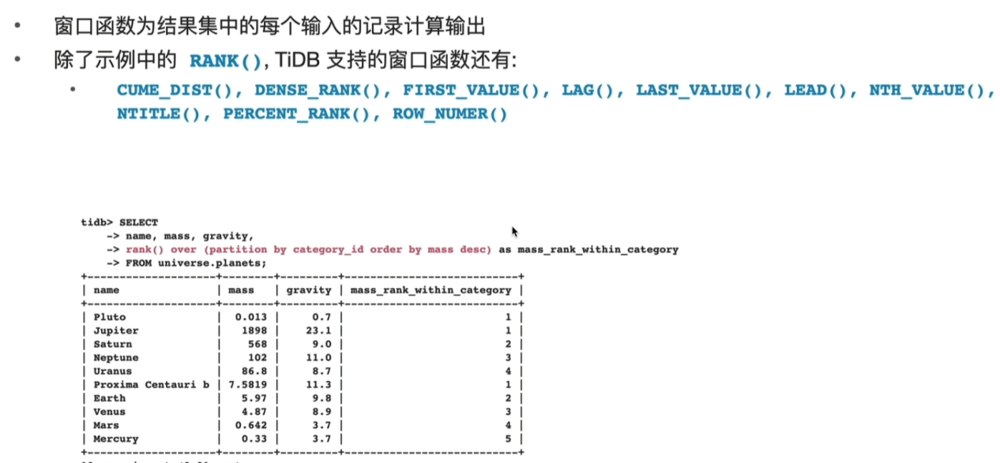 • 窗口函数为结果集中的每个输入的记录计算输出
• 除了示例中的 RANK(), TiDB 支持的窗口函数还有:
• CUME_DIST(), DENSE_RANK(), FIRST_VALUE(), LAG(), LAST_VALUE(), LEAD(), NTH_VALUE(),
NTITLE(), PERCENT_RANK(), ROW_NUMER()
tidb> SELECT
-> name, mass, gravity,
-> rank() over (partition by category_id order by mass desc) as mass_rank_within_category
-> FROM universe.planets;
+---------------------+--------+---------+---------------------------+
| name | mass | gravity | mass_rank_within_category |
+---------------------+--------+---------+---------------------------+
| Pluto | 0.013 | 0.7 | 1 |
| Jupiter | 1898 | 23.1 | 1 |
| Saturn | 568 | 9.0 | 2 |
| Neptune | 102 | 11.0 | 3 |
| Uranus | 86.8 | 8.7 | 4 |
| Proxima Centauri b | 7.5819 | 11.3 | 1 |
| Earth | 5.97 | 9.8 | 2 |
| Venus | 4.87 | 8.9 | 3 |
| Mars | 0.642 | 3.7 | 4 |
| Mercury | 0.33 | 3.7 | 5 |
+---------------------+--------+---------+---------------------------+